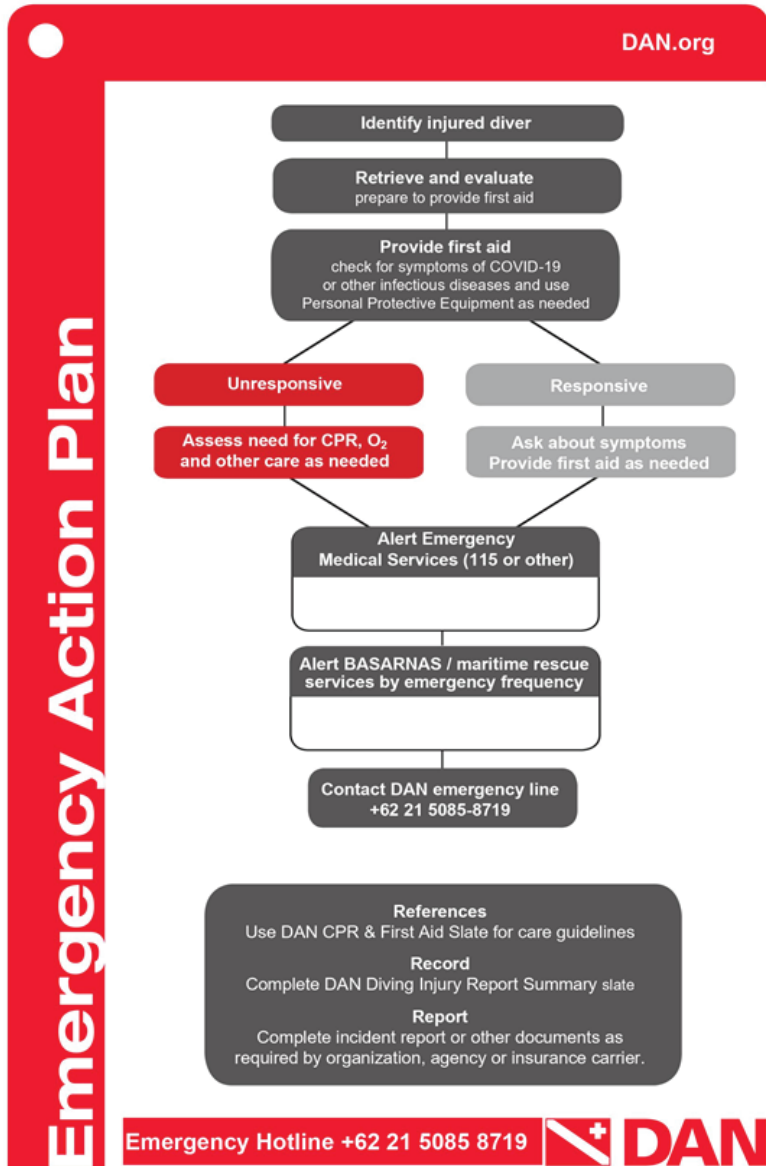 DAN.org
Emergency Action Plan
Identify injured diver
Retrieve and evaluate
prepare to provide first aid
Provide first aid
check for symptoms of COVID-19
or other infectious diseases and use
Personal Protective Equipment as needed
Unresponsive
Responsive
Assess need for CPR, O₂
and other care as needed
Ask about symptoms
Provide first aid as needed
Alert Emergency
Medical Services (115 or other)
Alert BASARNAS / maritime rescue
services by emergency frequency
Contact DAN emergency line
+62 21 5085-8719
References
Use DAN CPR & First Aid Slate for care guidelines
Record
Complete DAN Diving Injury Report Summary slate
Report
Complete incident report or other documents as
required by organization, agency or insurance carrier.
Emergency Hotline +62 21 5085 8719
DAN